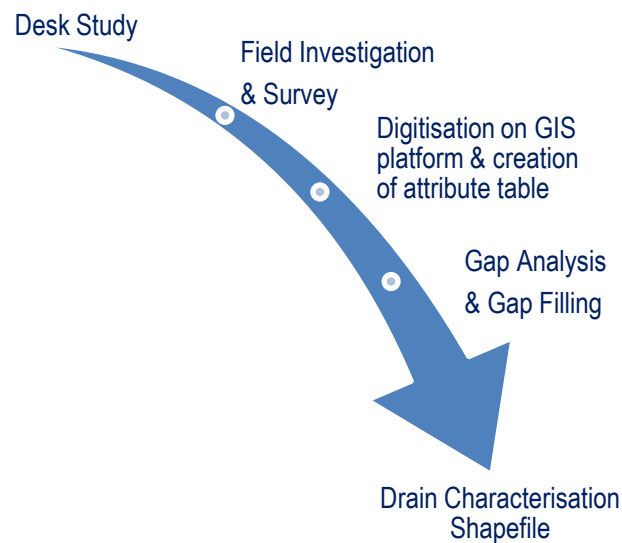 Desk Study
Field Investigation
& Survey
Digitisation on GIS
platform & creation
of attribute table
Gap Analysis
& Gap Filling
Drain Characterisation
Shapefile